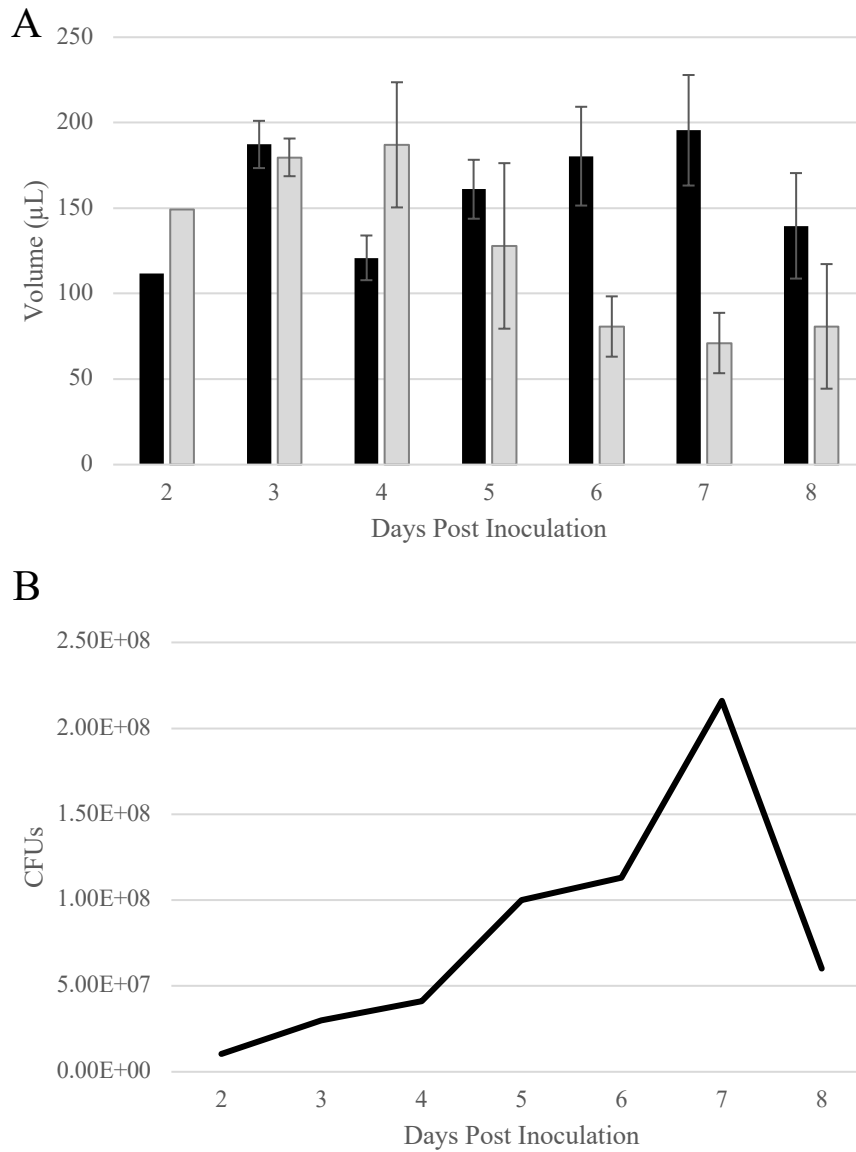 A
250
200
150
100
50
0
Volume (µL)
2 3 4 5 6 7 8
Days Post Inoculation
B
2.50E+08
2.00E+08
1.50E+08
1.00E+08
5.00E+07
0.00E+00
CFUs
2 3 4 5 6 7 8
Days Post Inoculation